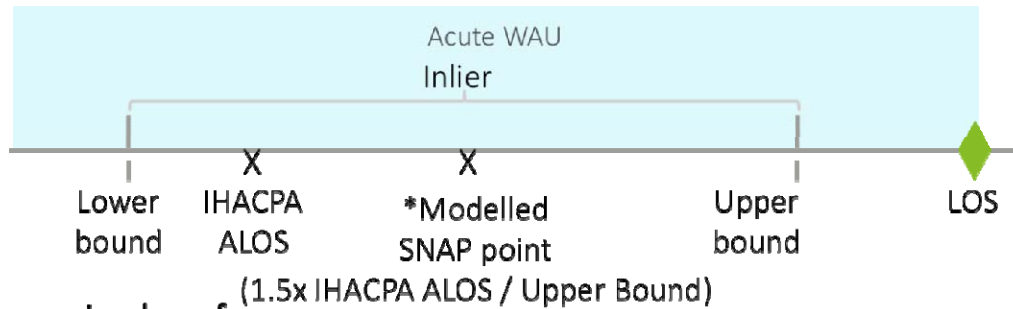 Acute WAU
Inlier
X X
Lower bound
IHACPA ALOS
*Modelled SNAP point
(1.5x IHACPA ALOS / Upper Bound)
Upper bound
LOS